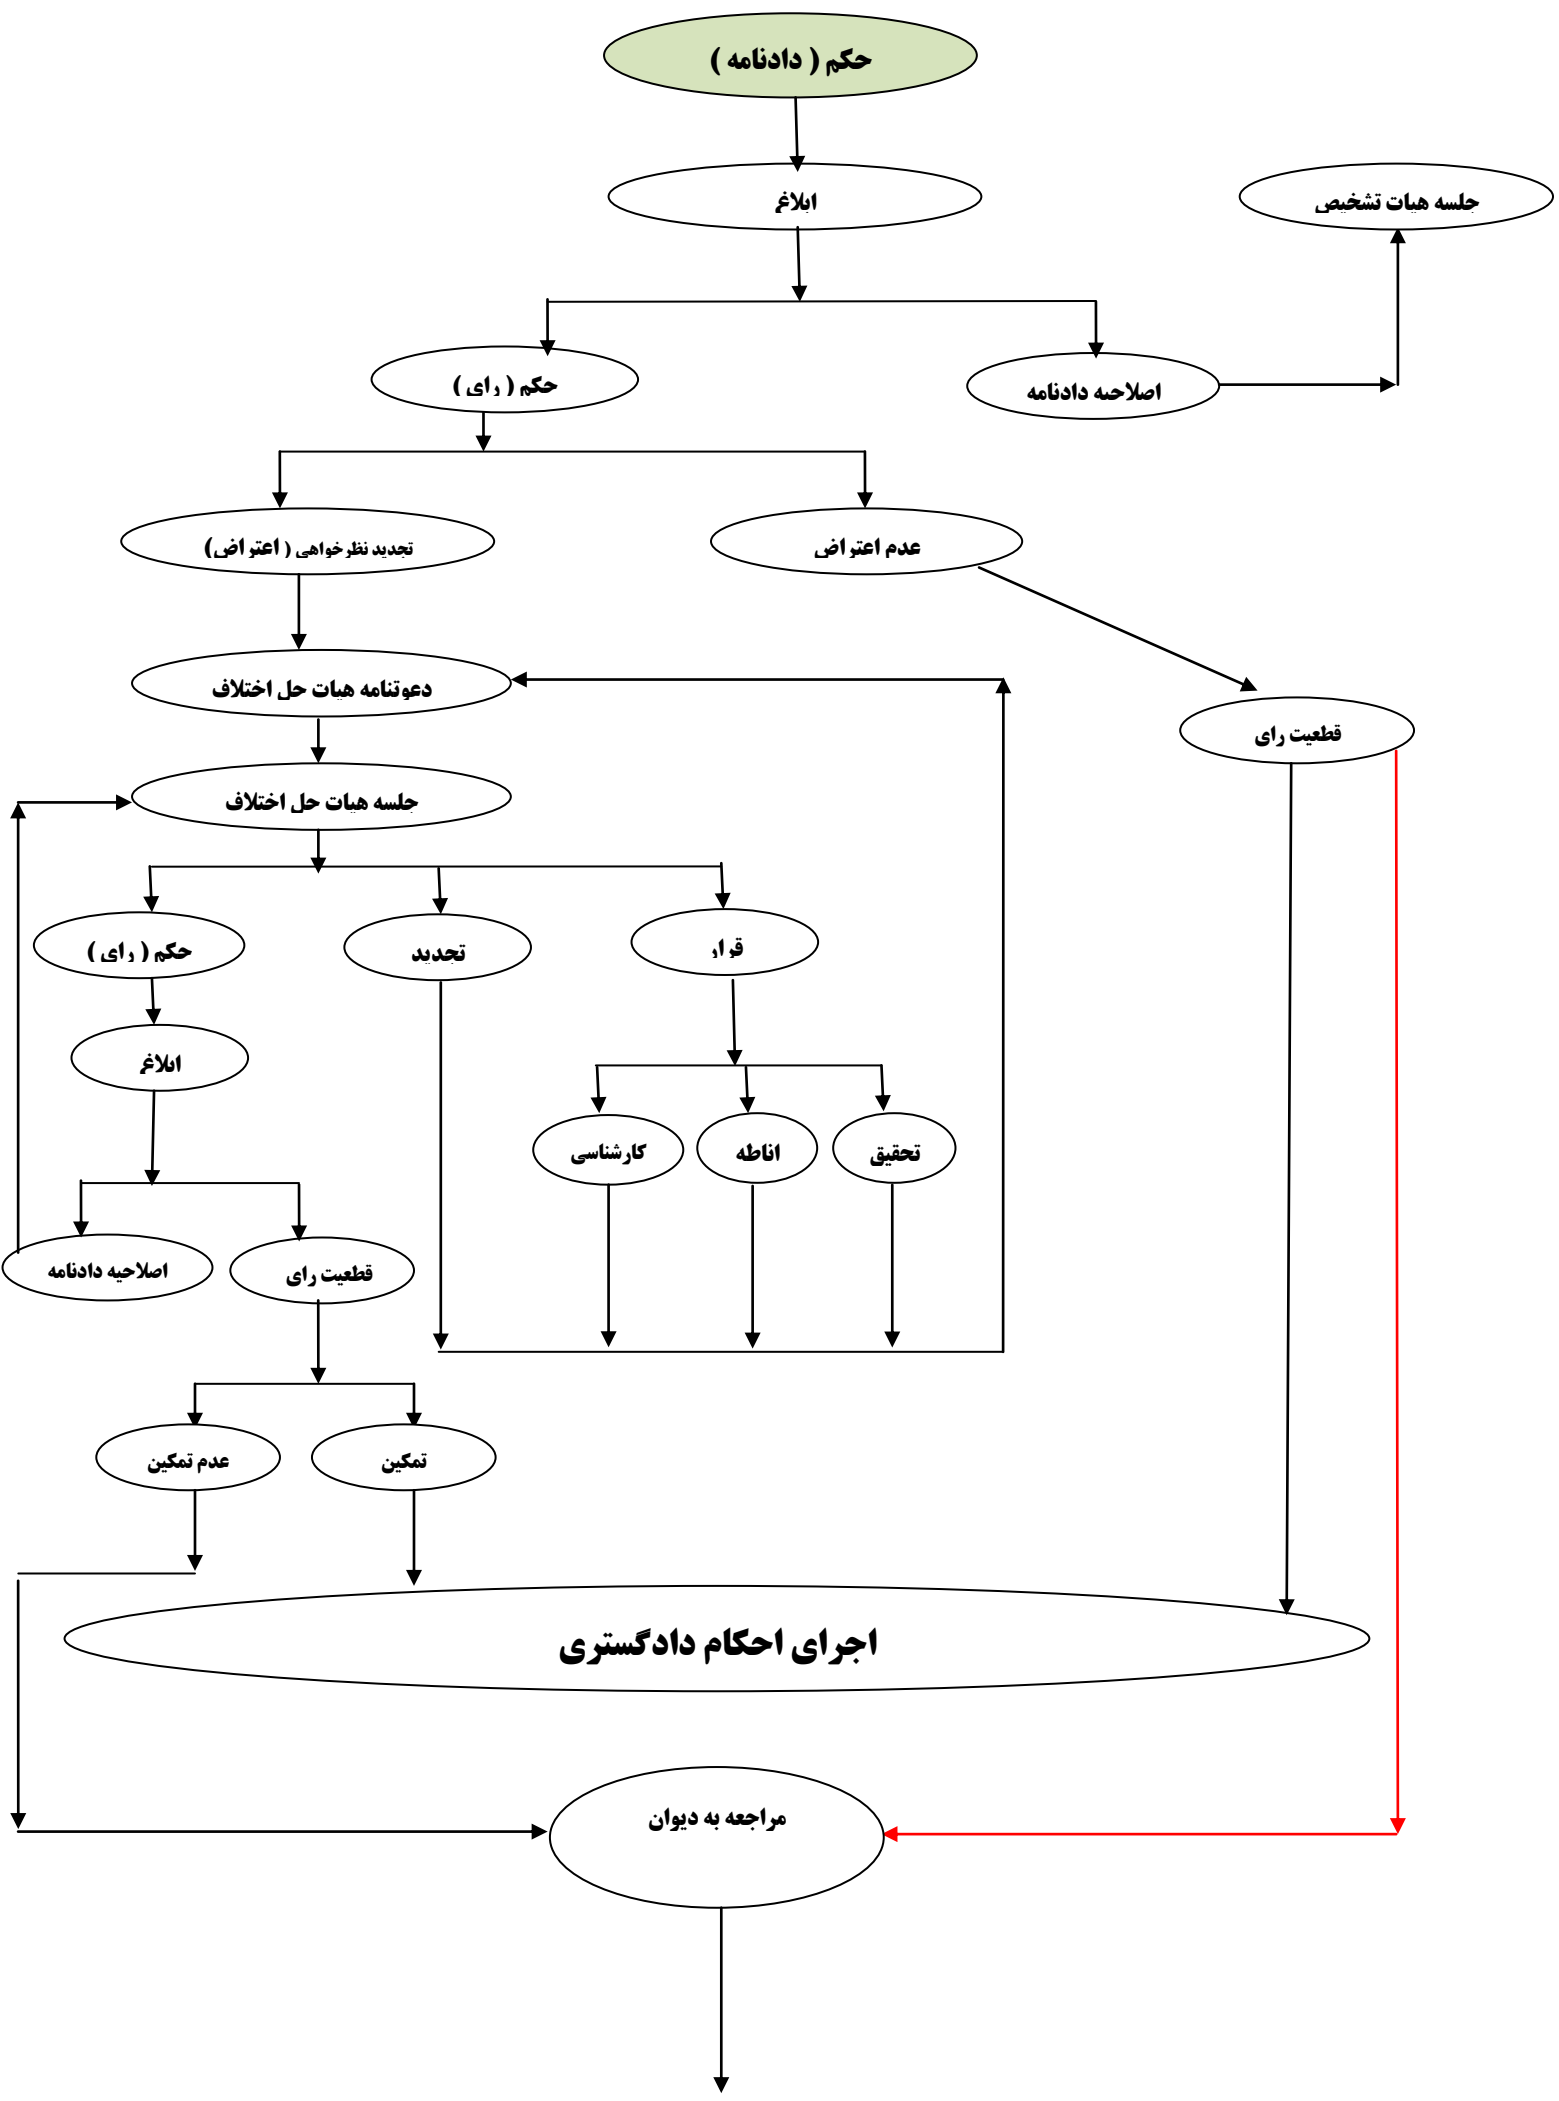 حکم ( دادنامه )
ابلاغ
جلسه هیات تشخیص
حکم ( رای )
اصلاحیه دادنامه
تجدید نظرخواهی ( اعتراض)
عدم اعتراض
دعوتنامه هیات حل اختلاف
قطعیت رای
جلسه هیات حل اختلاف
حکم ( رای )
تجدید
قرار
ابلاغ
کارشناسی
اناطه
تحقیق
اصلاحیه دادنامه
قطعیت رای
عدم تمکین
تمکین
اجرای احکام دادگستری
مراجعه به دیوان